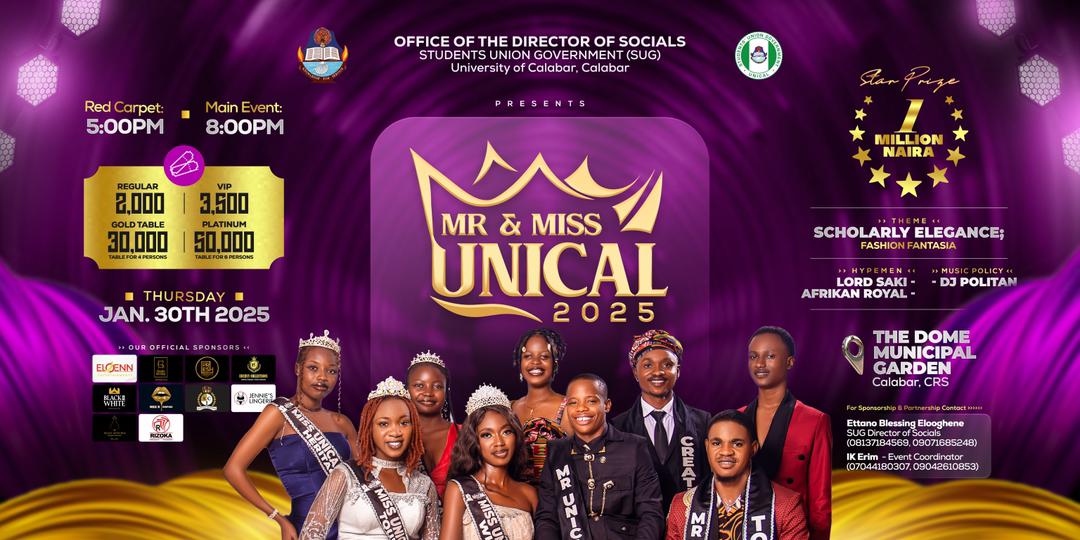 OFFICE OF THE DIRECTOR OF SOCIALS
STUDENTS UNION GOVERNMENT (SUG)
University of Calabar, Calabar
PRESENTS
Red Carpet:
5:00PM
Main Event:
8:00PM
REGULAR
2,000
VIP
3,500
GOLD TABLE
30,000
TABLE FOR 4 PERSONS
PLATINUM
50,000
TABLE FOR 6 PERSONS
THURSDAY
JAN. 30TH 2025
›› OUR OFFICIAL SPONSORS ‹‹
ELOENN
BLACK
WHITE
JENNIE'S
LINGERIE
RIZOKA
MR & MISS
UNICAL
2025
Star Prize
1
MILLION
NAIRA
›› THEME ‹‹
SCHOLARLY ELEGANCE;
FASHION FANTASIA
›› HYPEMEN ‹‹
LORD SAKI -
AFRIKAN ROYAL -
›› MUSIC POLICY ‹‹
- DJ POLITAN
THE DOME
MUNICIPAL
GARDEN
Calabar, CRS
For Sponsorship & Partnership Contact ››››››
Ettano Blessing Elooghene
SUG Director of Socials
(08137184569, 09071685248)
IK Erim - Event Coordinator
(07044180307, 09042610853)
MISS UNI
MR UNIC
CREAT
MR
TO